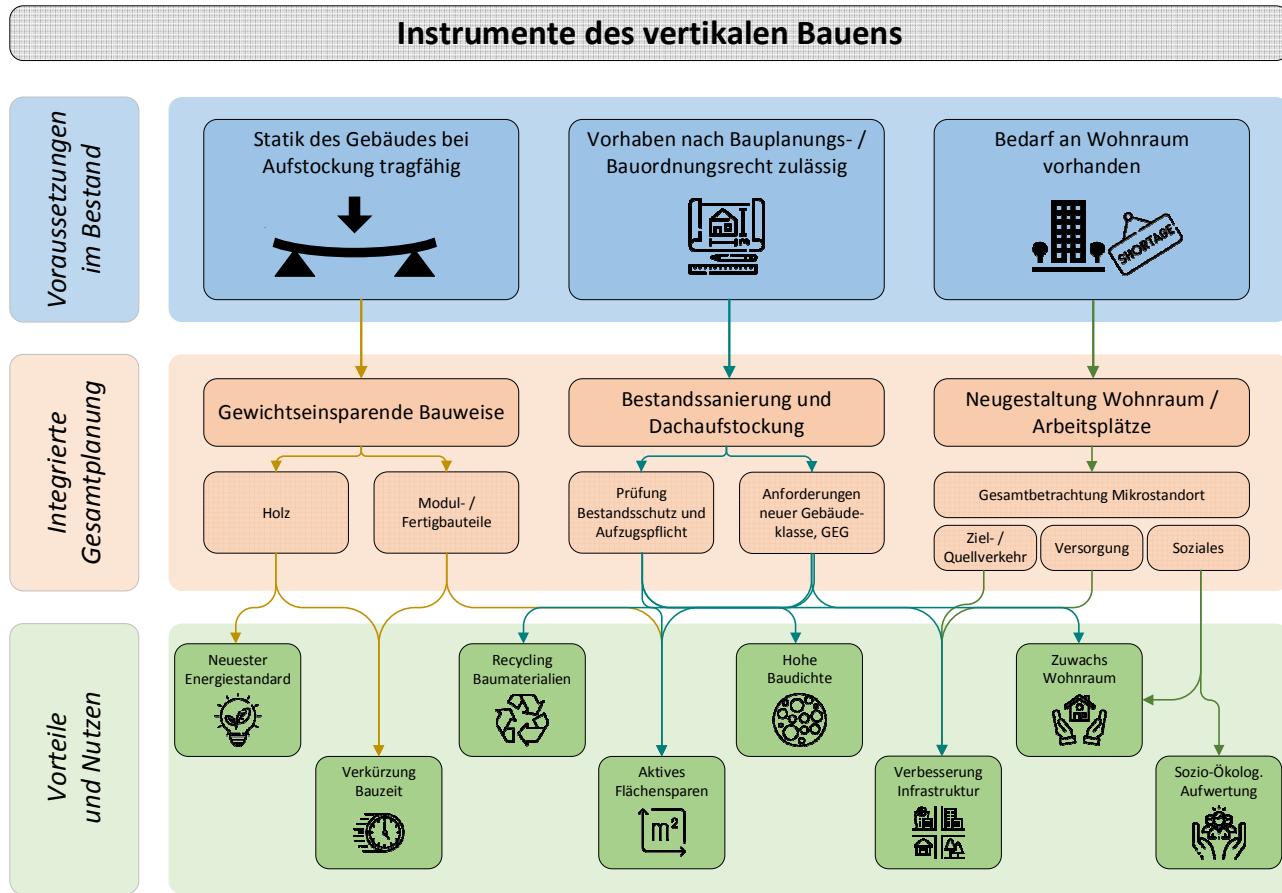 Instrumente des vertikalen Bauens
Voraussetzungen
im Bestand
Statik des Gebäudes bei
Aufstockung tragfähig
Vorhaben nach Bauplanungs- /
Bauordnungsrecht zulässig
Bedarf an Wohnraum
vorhanden
SHORTAGE
Integrierte
Gesamtplanung
Gewichtseinsparende Bauweise
Bestandssanierung und
Dachaufstockung
Neugestaltung Wohnraum /
Arbeitsplätze
Holz
Modul- /
Fertigbauteile
Prüfung
Bestandsschutz und
Aufzugspflicht
Anforderungen
neuer Gebäude-
klasse, GEG
Gesamtbetrachtung Mikrostandort
Ziel- /
Quellverkehr
Versorgung
Soziales
Vorteile
und Nutzen
Neuester
Energiestandard
Recycling
Baumaterialien
Hohe
Baudichte
Zuwachs
Wohnraum
Verkürzung
Bauzeit
Aktives
Flächensparen
m²
Verbesserung
Infrastruktur
Sozio-Ökolog.
Aufwertung